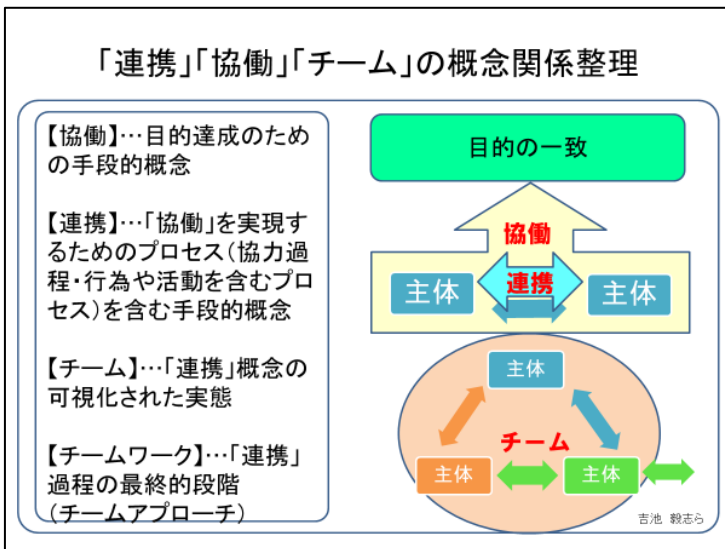 「連携」「協働」「チーム」の概念関係整理
【協働】…目的達成のため
の手段的概念
【連携】…「協働」を実現す
るためのプロセス(協力過
程・行為や活動を含むプロ
セス)を含む手段的概念
【チーム】…「連携」概念の
可視化された実態
【チームワーク】…「連携」
過程の最終的段階
(チームアプローチ)
目的の一致
協働
主体
連携
主体
主体
チーム
主体
主体
吉池 毅志ら